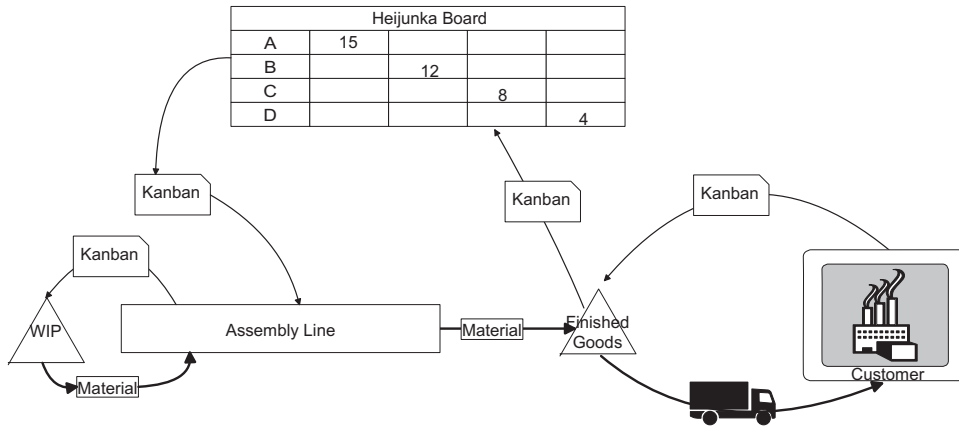 Heijunka Board
A 15
B 12
C 8
D 4
Kanban
Kanban
Kanban
Kanban
WIP
Assembly Line
Material
Finished
Goods
Material
Customer